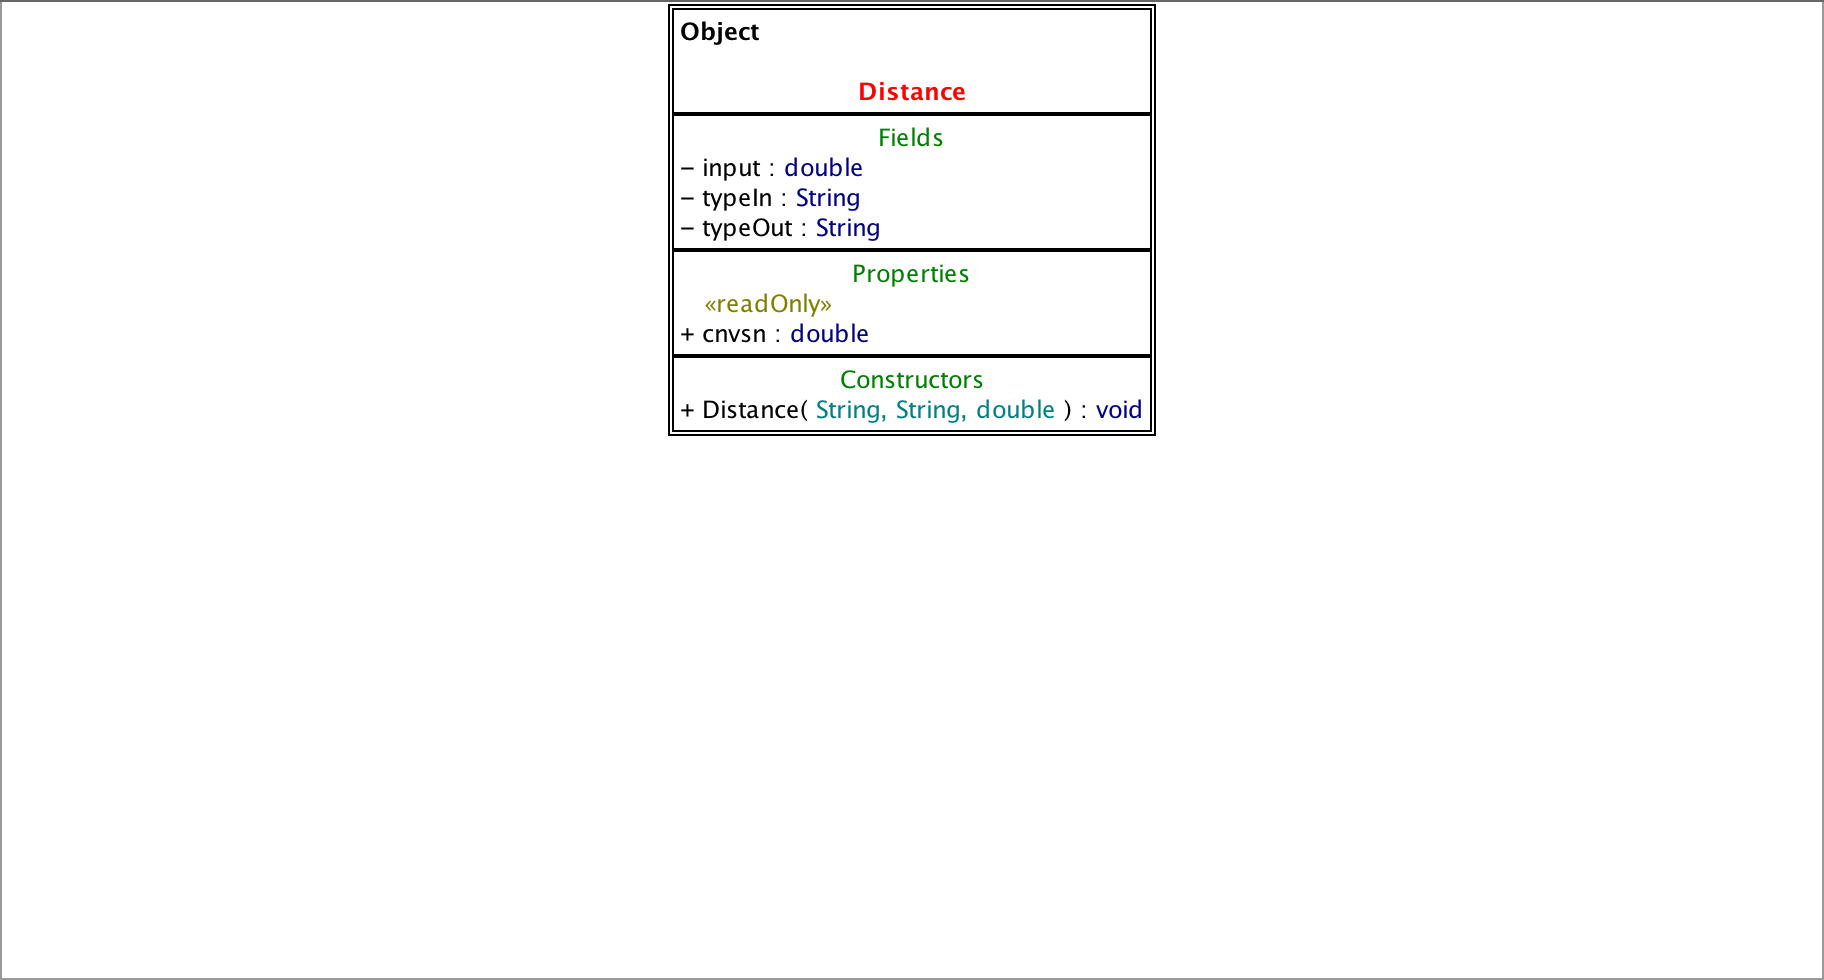 Object
Distance
Fields
− input : double
− typeIn : String
− typeOut : String
Properties
«readOnly»
+ cnvsn : double
Constructors
+ Distance( String, String, double ) : void